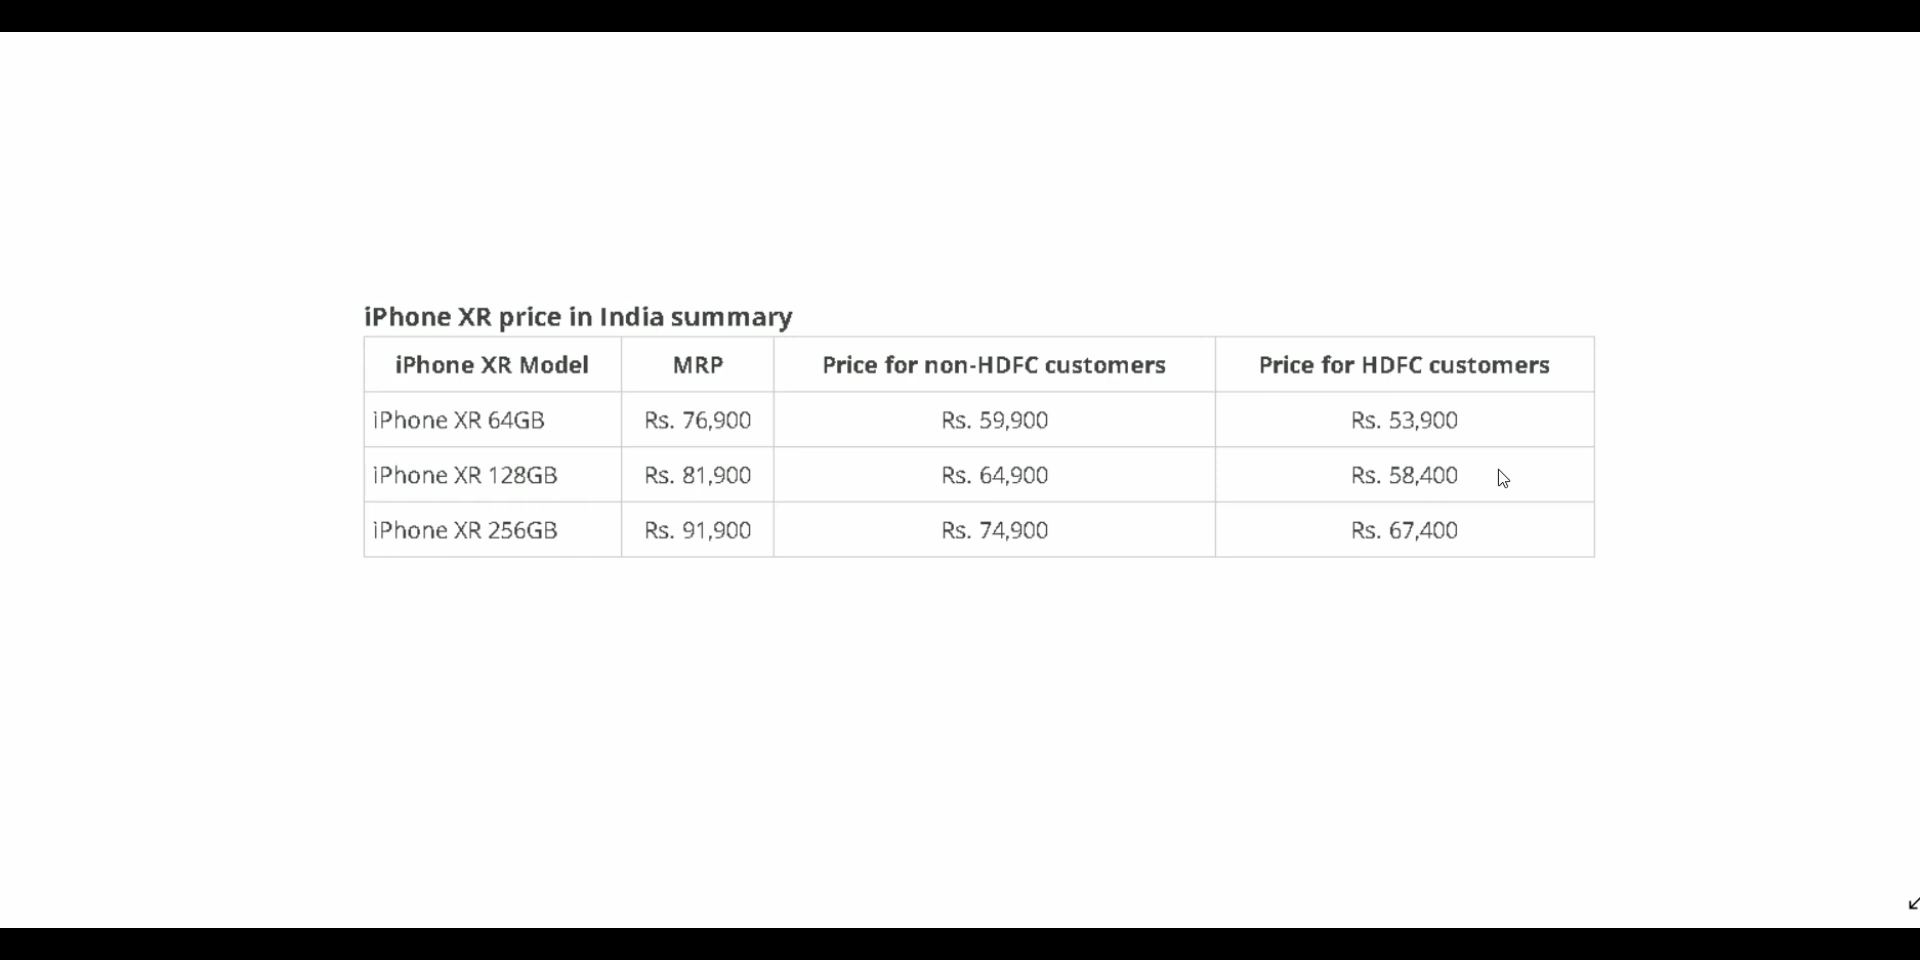 iPhone XR price in India summary
iPhone XR Model MRP Price for non-HDFC customers Price for HDFC customers
iPhone XR 64GB Rs. 76,900 Rs. 59,900 Rs. 53,900
iPhone XR 128GB Rs. 81,900 Rs. 64,900 Rs. 58,400
iPhone XR 256GB Rs. 91,900 Rs. 74,900 Rs. 67,400